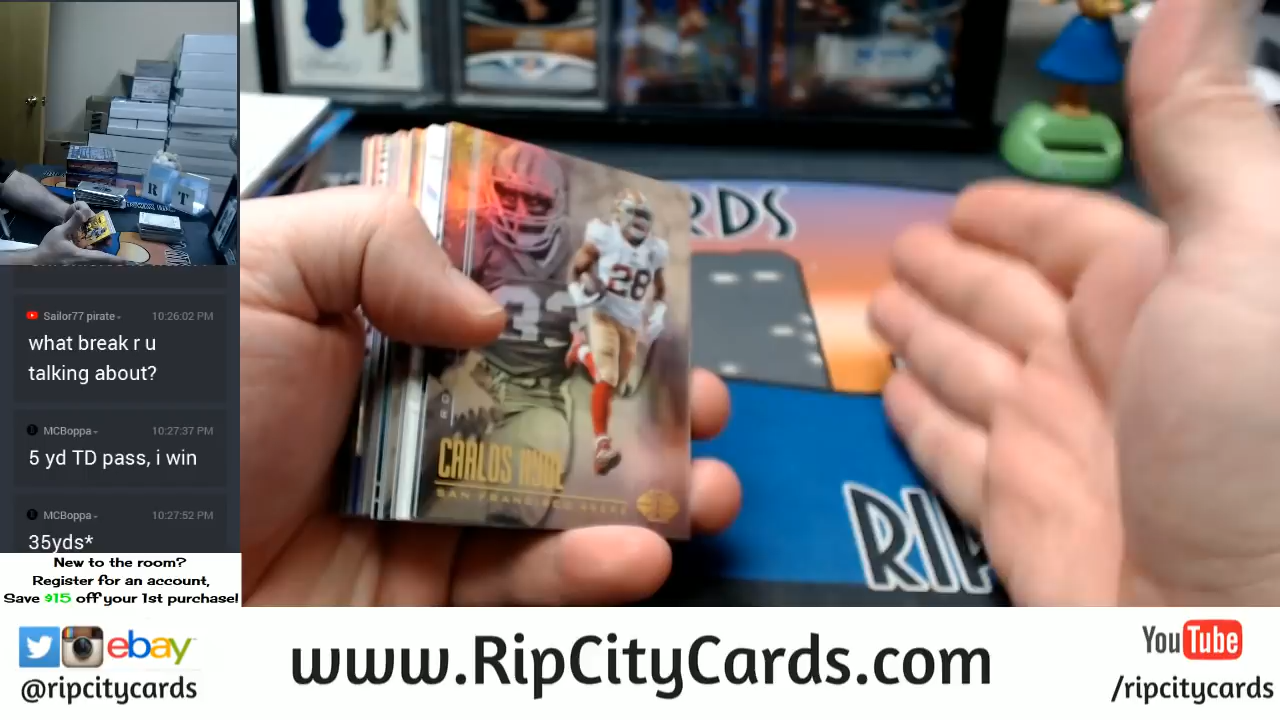 Sailor77 pirate 10:26:02 PM
what break r u
talking about?
MCBoppa 10:27:37 PM
5 yd TD pass, i win
MCBoppa 10:27:52 PM
35yds*
New to the room?
Register for an account,
Save $15 off your 1st purchase!
R T
RDS
28
33
CARLOS HYDE
SAN FRANCISCO 49ERS
RIP
ebay
@ripcitycards
www.RipCityCards.com
YouTube
/ripcitycards